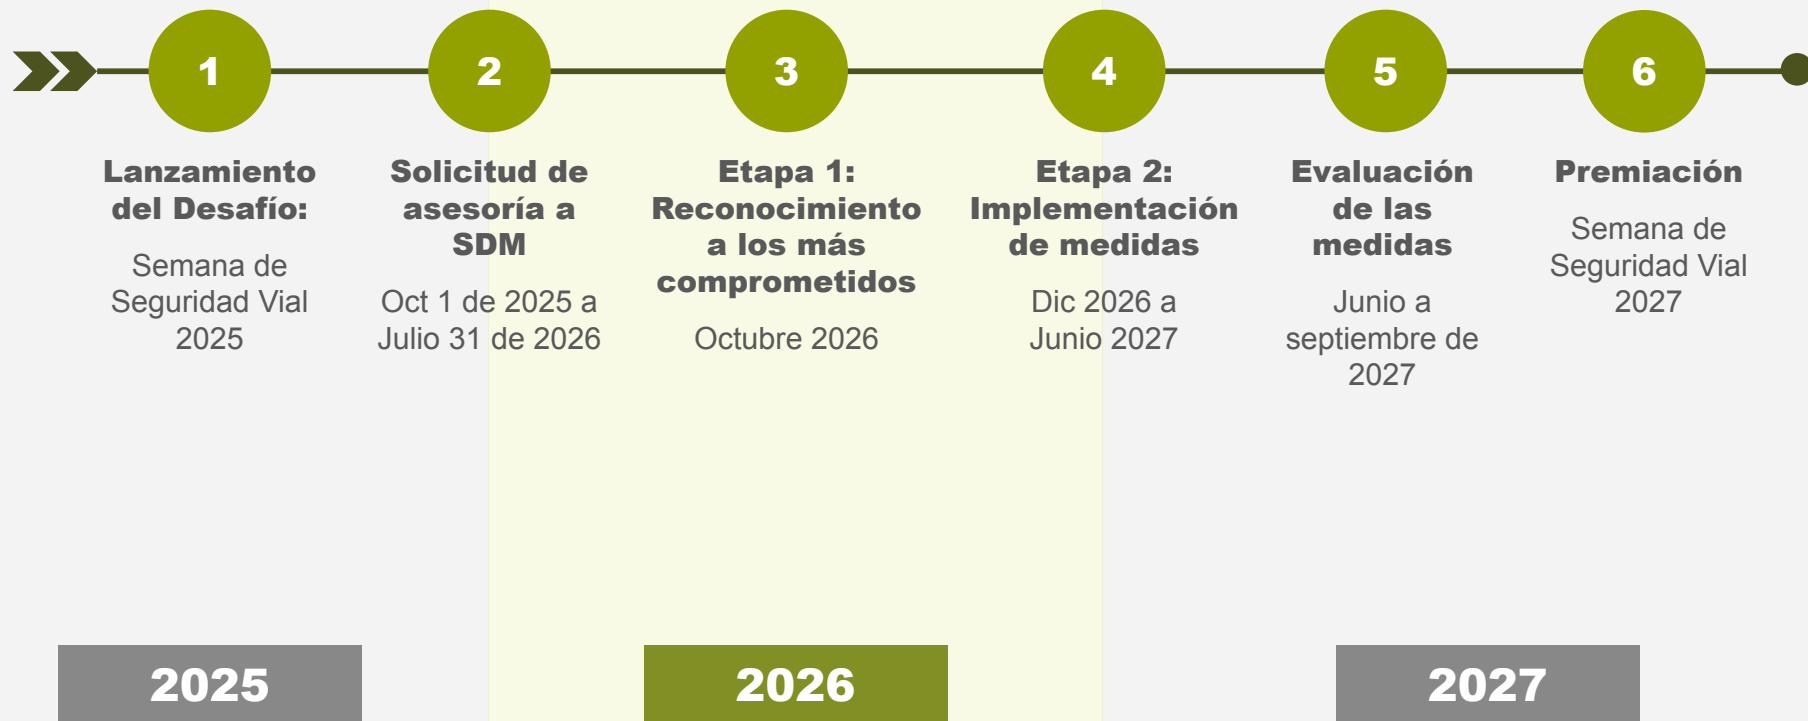 1
Lanzamiento
del Desafío:
Semana de
Seguridad Vial
2025
2
Solicitud de
asesoría a
SDM
Oct 1 de 2025 a
Julio 31 de 2026
3
Etapa 1:
Reconocimiento
a los más
comprometidos
Octubre 2026
4
Etapa 2:
Implementación
de medidas
Dic 2026 a
Junio 2027
5
Evaluación
de las
medidas
Junio a
septiembre de
2027
6
Premiación
Semana de
Seguridad Vial
2027
2025
2026
2027